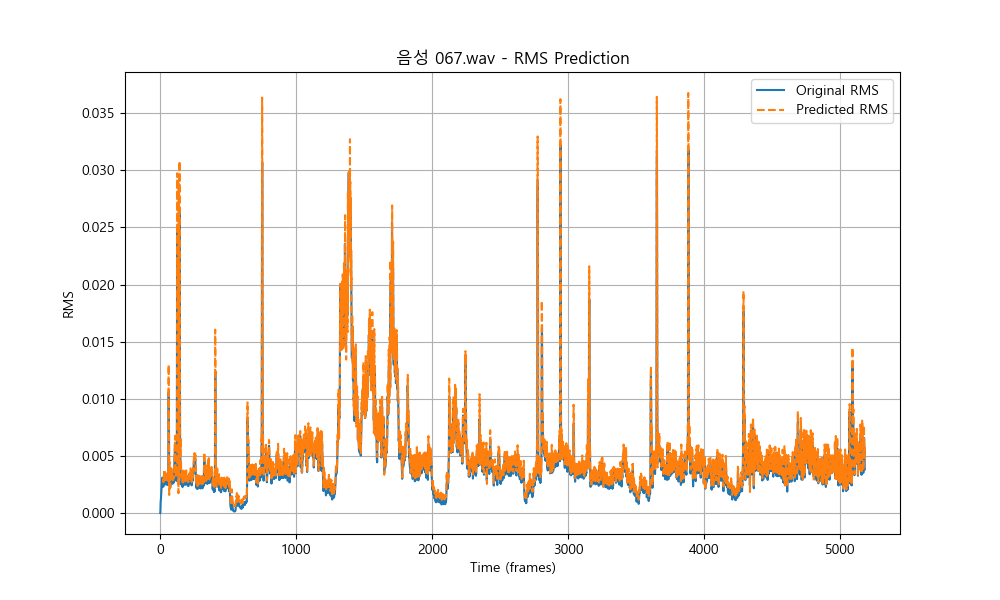 음성 067.wav - RMS Prediction
Original RMS
Predicted RMS
0.035
0.030
0.025
0.020
0.015
0.010
0.005
0.000
RMS
0 1000 2000 3000 4000 5000
Time (frames)